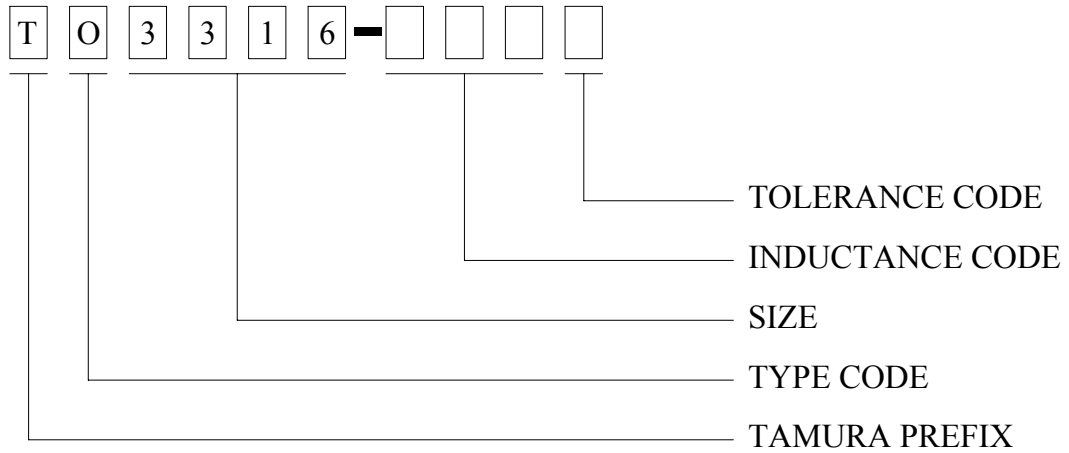 T O 3 3 1 6 -
TOLERANCE CODE
INDUCTANCE CODE
SIZE
TYPE CODE
TAMURA PREFIX